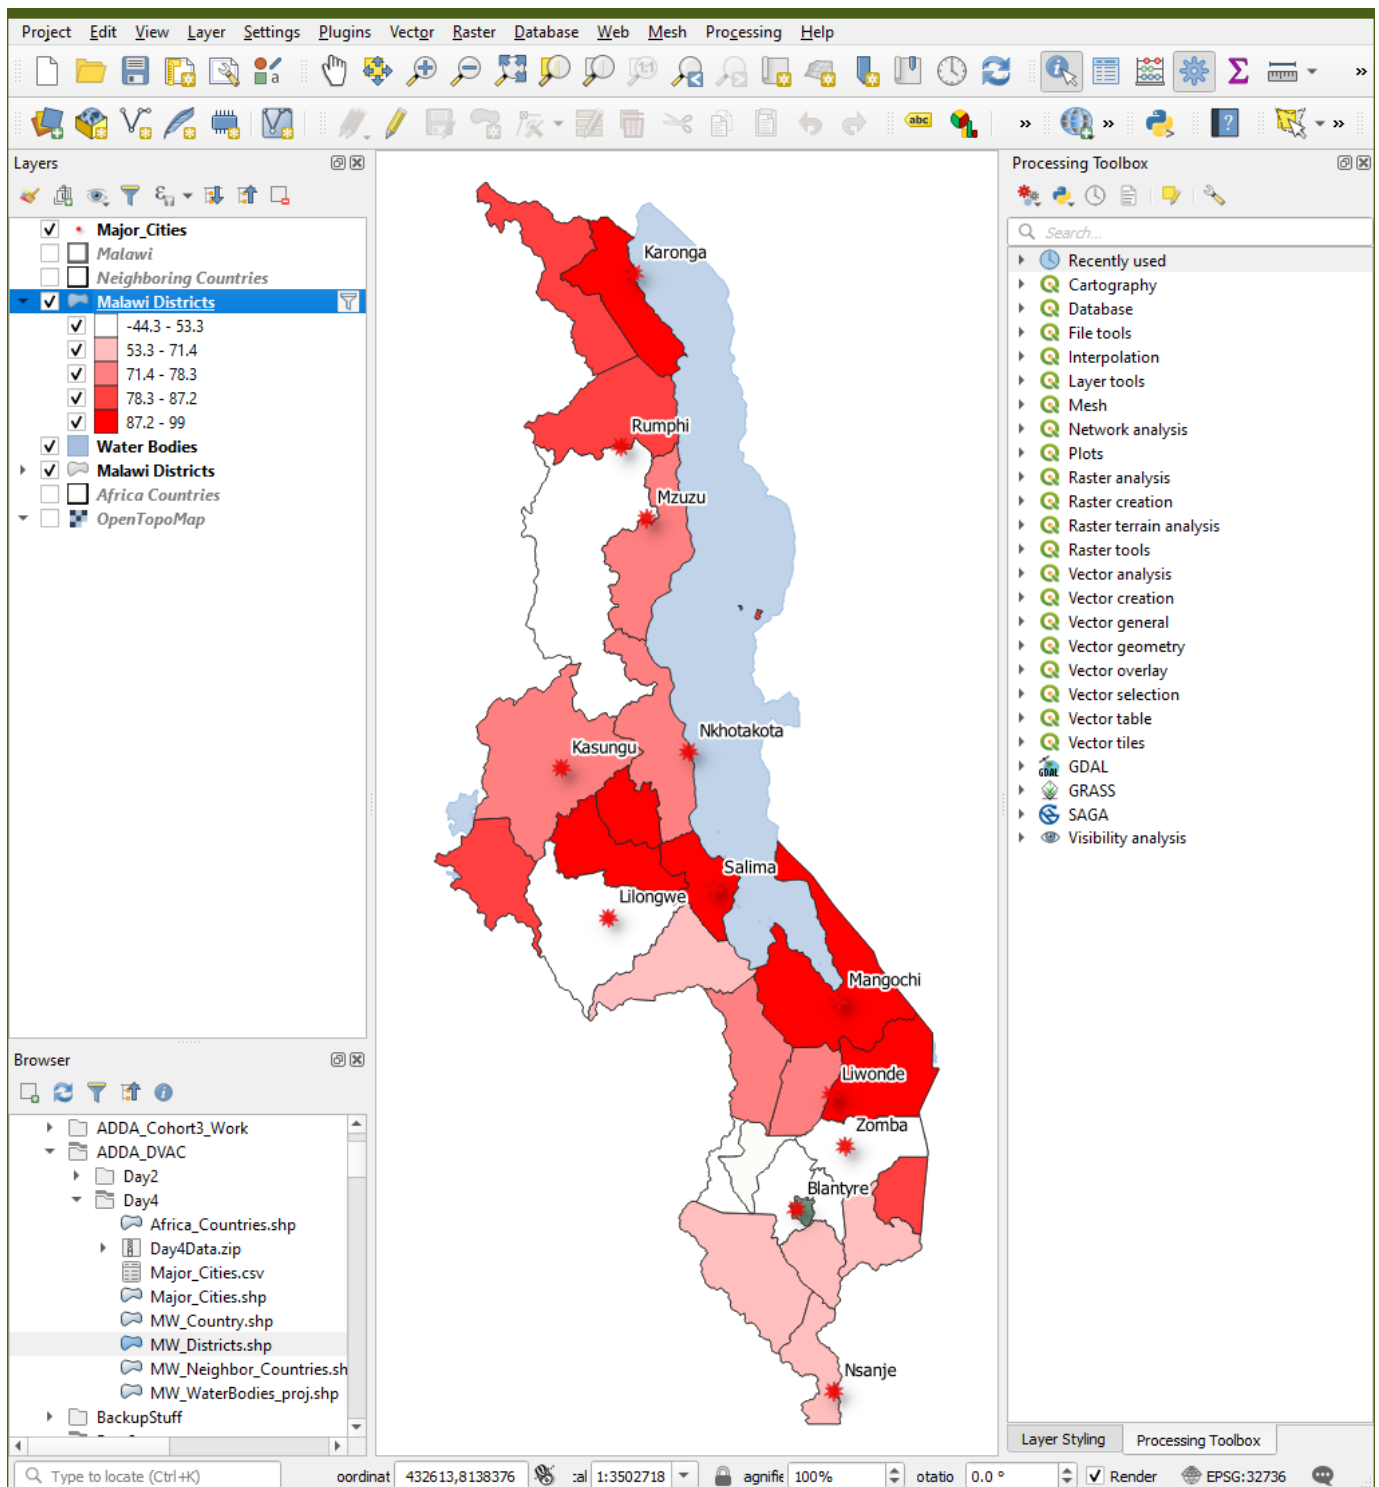 Project Edit View Layer Settings Plugins Vector Raster Database Web Mesh Processing Help
abc
Layers
Major_Cities
Malawi
Neighboring Countries
Malawi Districts
-44.3 - 53.3
53.3 - 71.4
71.4 - 78.3
78.3 - 87.2
87.2 - 99
Water Bodies
Malawi Districts
Africa Countries
OpenTopoMap
Browser
ADDA_Cohort3_Work
ADDA_DVAC
Day2
Day4
Africa_Countries.shp
Day4Data.zip
Major_Cities.csv
Major_Cities.shp
MW_Country.shp
MW_Districts.shp
MW_Neighbor_Countries.sh
MW_WaterBodies_proj.shp
BackupStuff
Karonga
Rumphi
Mzuzu
Nkhotakota
Kasungu
Salima
Lilongwe
Mangochi
Liwonde
Zomba
Blantyre
Nsanje
Processing Toolbox
Search...
Recently used
Cartography
Database
File tools
Interpolation
Layer tools
Mesh
Network analysis
Plots
Raster analysis
Raster creation
Raster terrain analysis
Raster tools
Vector analysis
Vector creation
Vector general
Vector geometry
Vector overlay
Vector selection
Vector table
Vector tiles
GDAL GDAL
GRASS
SAGA
Visibility analysis
Layer Styling Processing Toolbox
Type to locate (Ctrl+K) oordinat 432613,8138376 :al 1:3502718 agnifie 100% otatio 0.0 ° Render EPSG:32736